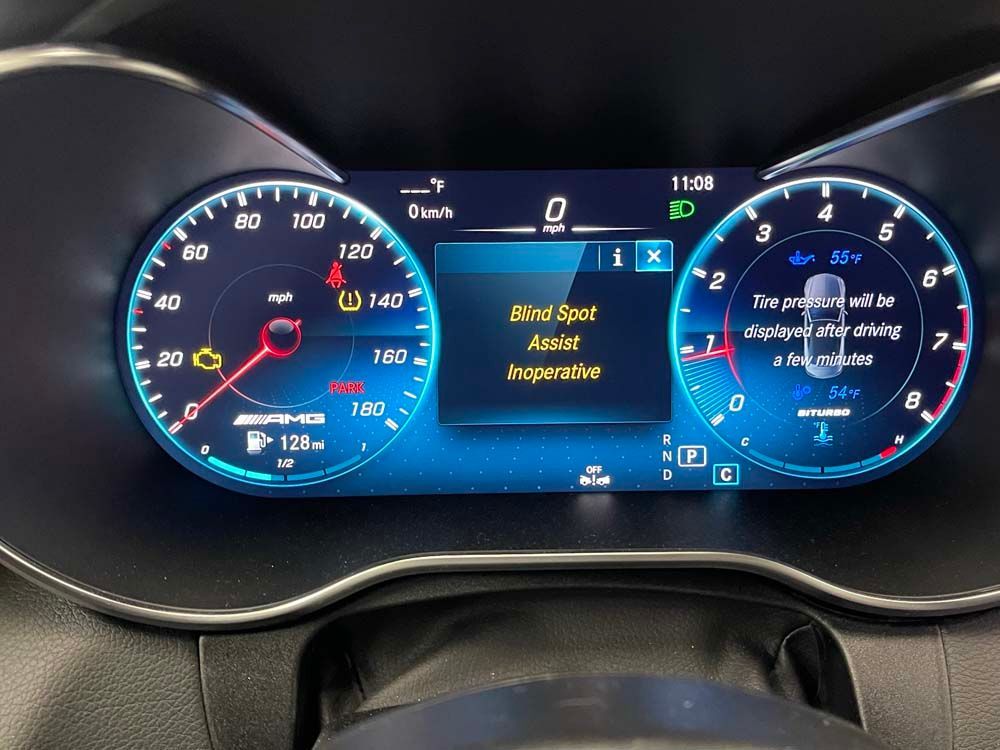 ___°F
11:08
0 km/h
0
mph
20
40
60
80
100
120
140
160
180
0
mph
PARK
AMG
128 mi
0
1/2
1
i
×
Blind Spot
Assist
Inoperative
OFF
R
N
D
P
C
0
1
2
3
4
5
6
7
8
55°F
Tire pressure will be
displayed after driving
a few minutes
54°F
BITURBO
°F
C
H